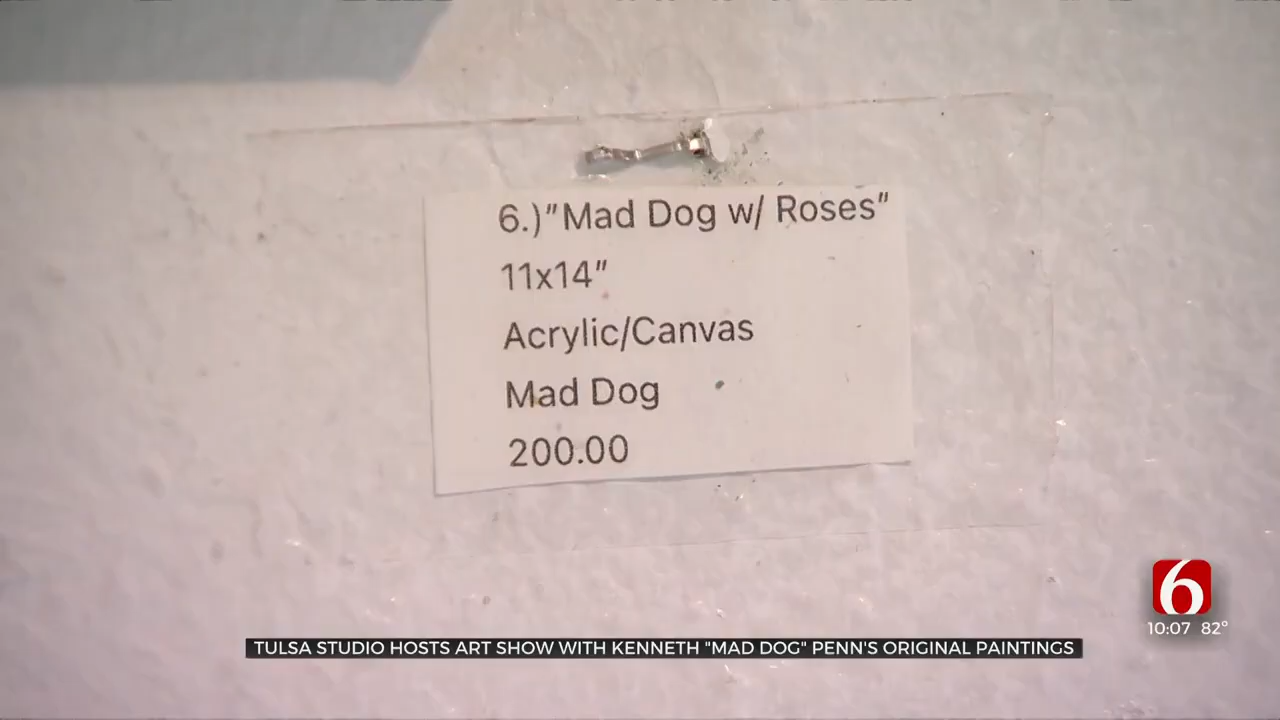 6.)"Mad Dog w/ Roses"
11x14"
Acrylic/Canvas
Mad Dog
200.00
6
10:07 82°
TULSA STUDIO HOSTS ART SHOW WITH KENNETH "MAD DOG" PENN'S ORIGINAL PAINTINGS